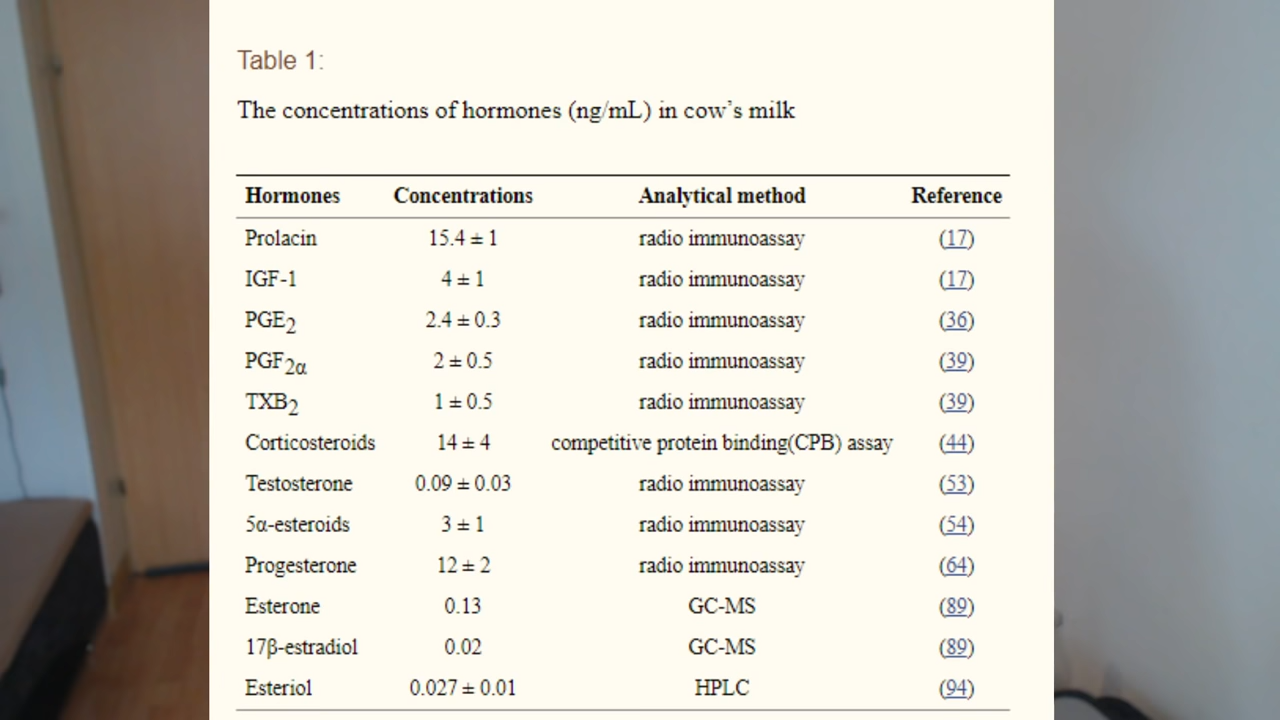 Table 1:
The concentrations of hormones (ng/mL) in cow's milk
Hormones Concentrations Analytical method Reference
Prolacin 15.4 ± 1 radio immunoassay (17)
IGF-1 4 ± 1 radio immunoassay (17)
PGE2 2.4 ± 0.3 radio immunoassay (36)
PGF2α 2 ± 0.5 radio immunoassay (39)
TXB2 1 ± 0.5 radio immunoassay (39)
Corticosteroids 14 ± 4 competitive protein binding(CPB) assay (44)
Testosterone 0.09 ± 0.03 radio immunoassay (53)
5α-esteroids 3 ± 1 radio immunoassay (54)
Progesterone 12 ± 2 radio immunoassay (64)
Esterone 0.13 GC-MS (89)
17β-estradiol 0.02 GC-MS (89)
Esteriol 0.027 ± 0.01 HPLC (94)